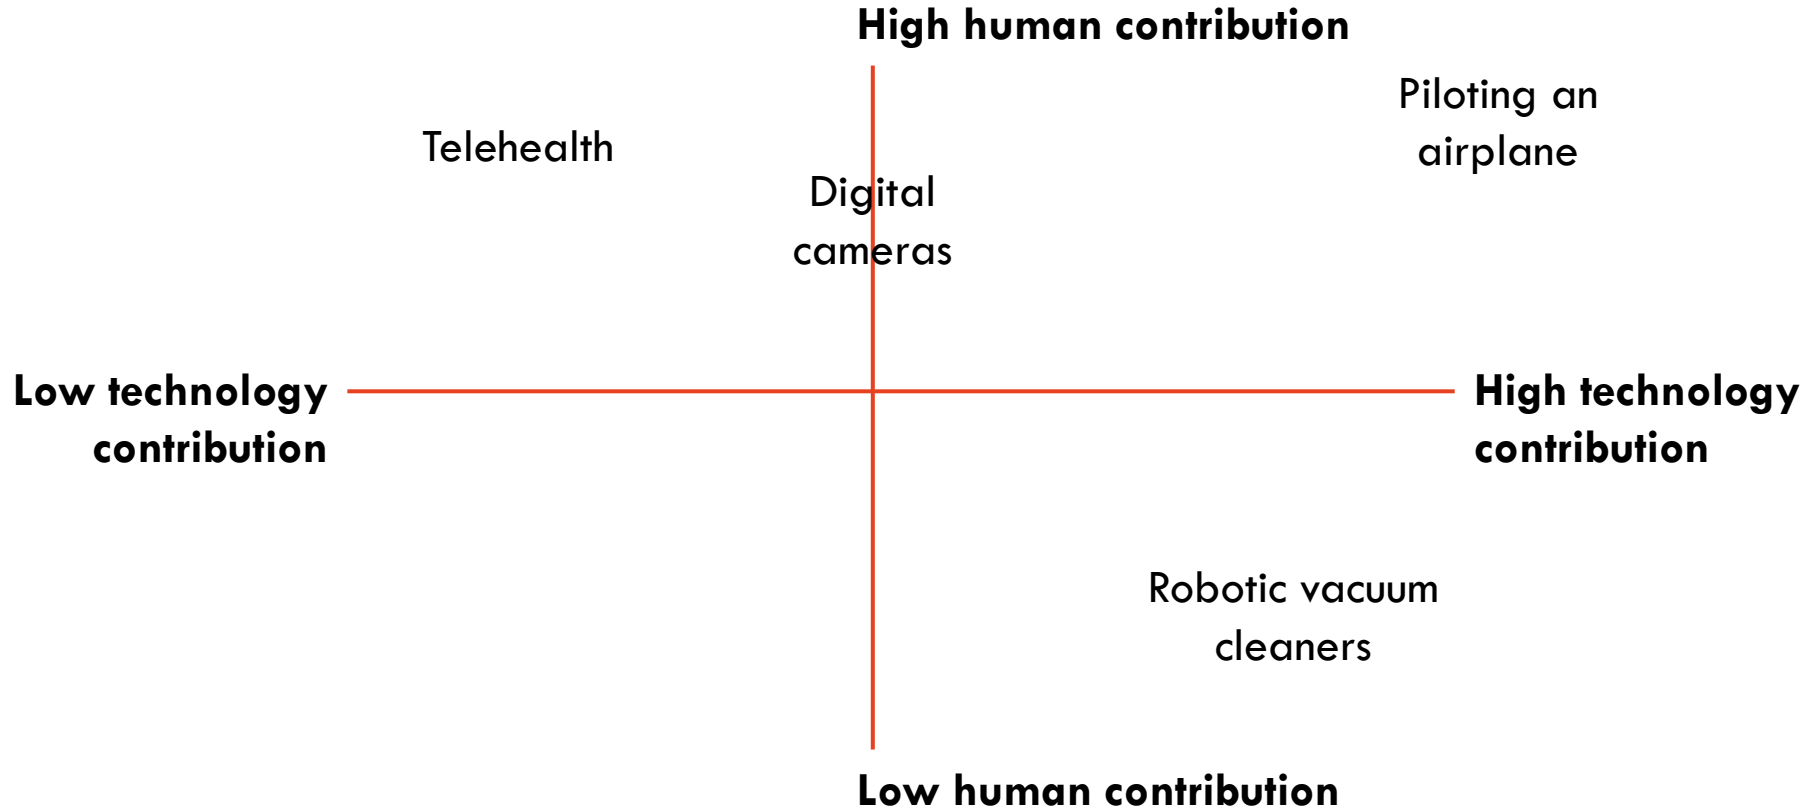 High human contribution
Piloting an
airplane
Telehealth
Digital
cameras
Low technology
contribution
High technology
contribution
Robotic vacuum
cleaners
Low human contribution